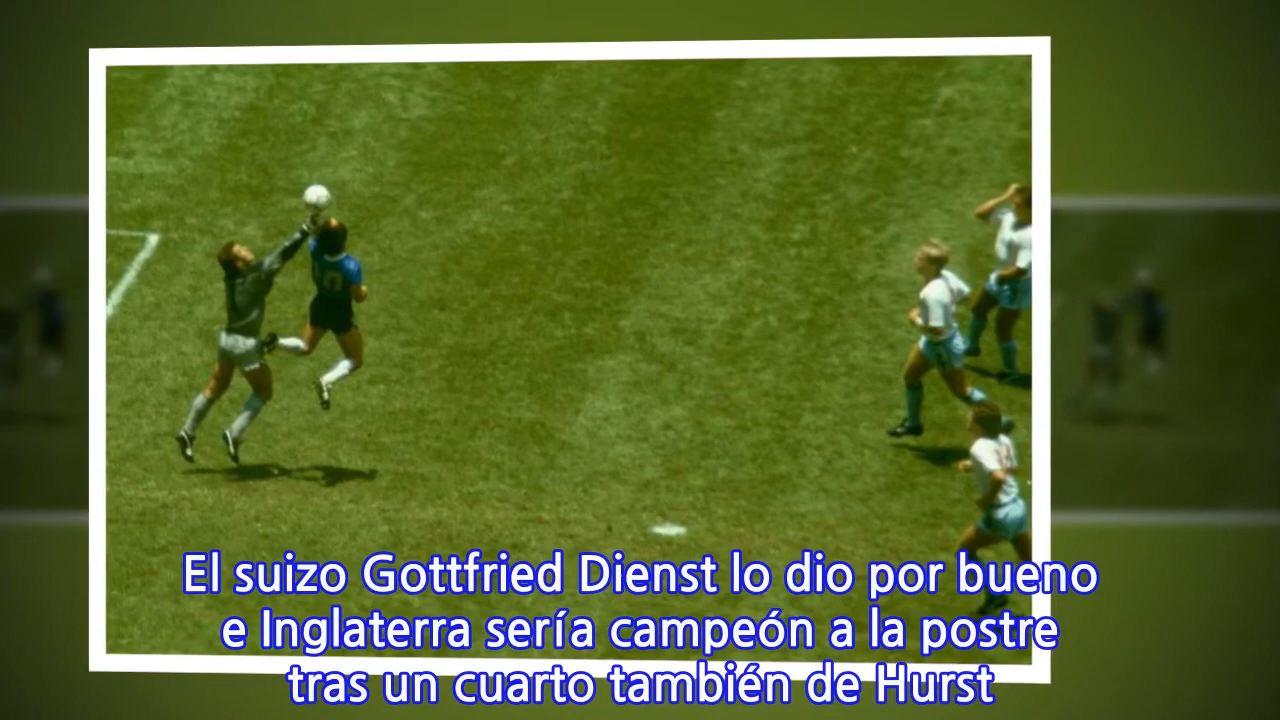 El suizo Gottfried Dienst lo dio por bueno
e Inglaterra sería campeón a la postre
tras un cuarto también de Hurst